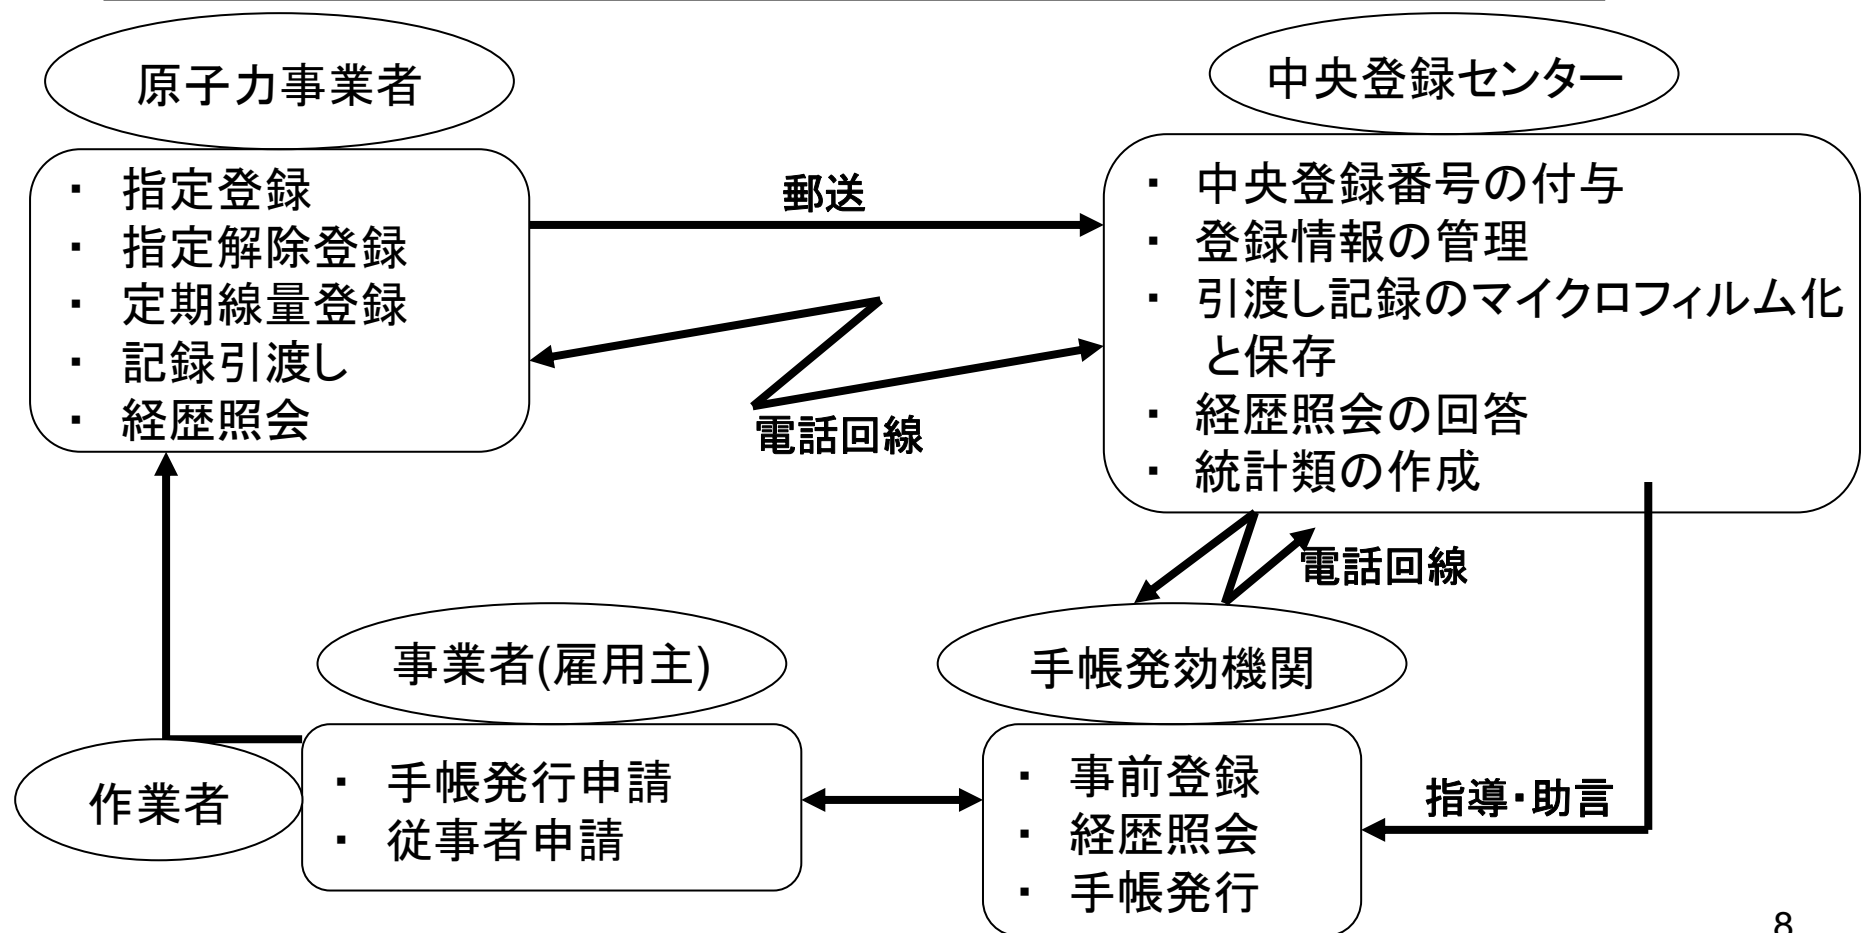 原子力事業者
・ 指定登録
・ 指定解除登録
・ 定期線量登録
・ 記録引渡し
・ 経歴照会
郵送
電話回線
中央登録センター
・ 中央登録番号の付与
・ 登録情報の管理
・ 引渡し記録のマイクロフィルム化
と保存
・ 経歴照会の回答
・ 統計類の作成
電話回線
事業者(雇用主)
・ 手帳発行申請
・ 従事者申請
作業者
手帳発効機関
・ 事前登録
・ 経歴照会
・ 手帳発行
指導・助言
8